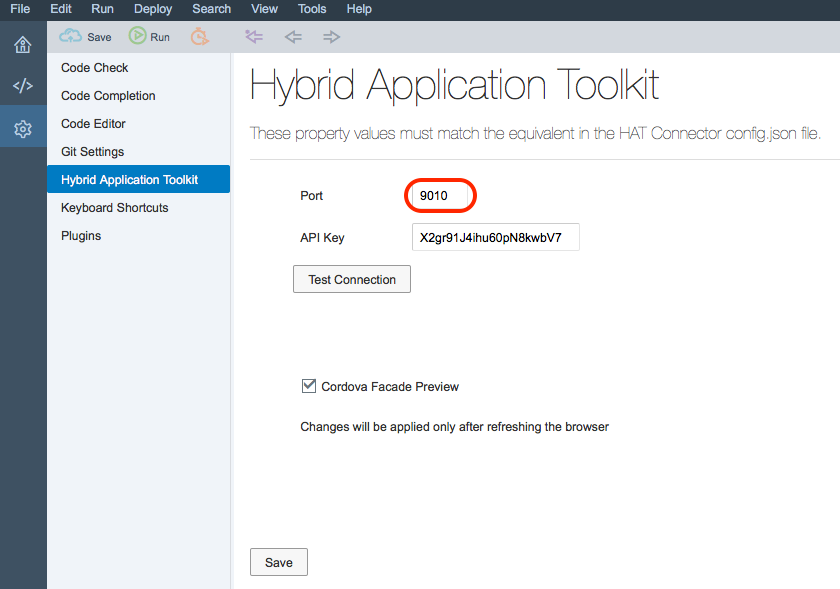 File Edit Run Deploy Search View Tools Help
Save Run
Code Check
Code Completion
Code Editor
Git Settings
Hybrid Application Toolkit
Keyboard Shortcuts
Plugins
Hybrid Application Toolkit
These property values must match the equivalent in the HAT Connector config.json file.
Port 9010
API Key X2gr91J4ihu60pN8kwbV7
Test Connection
Cordova Facade Preview
Changes will be applied only after refreshing the browser
Save